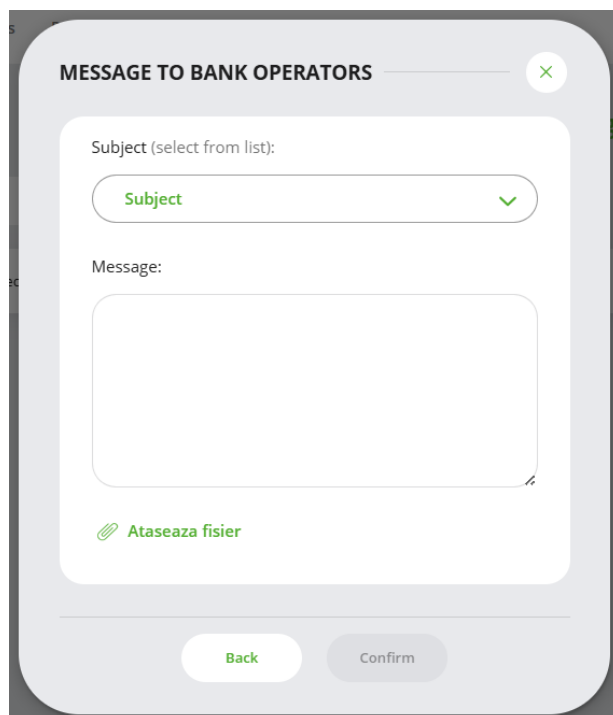 MESSAGE TO BANK OPERATORS
Subject (select from list):
Subject
Message:
Ataseaza fisier
Back
Confirm